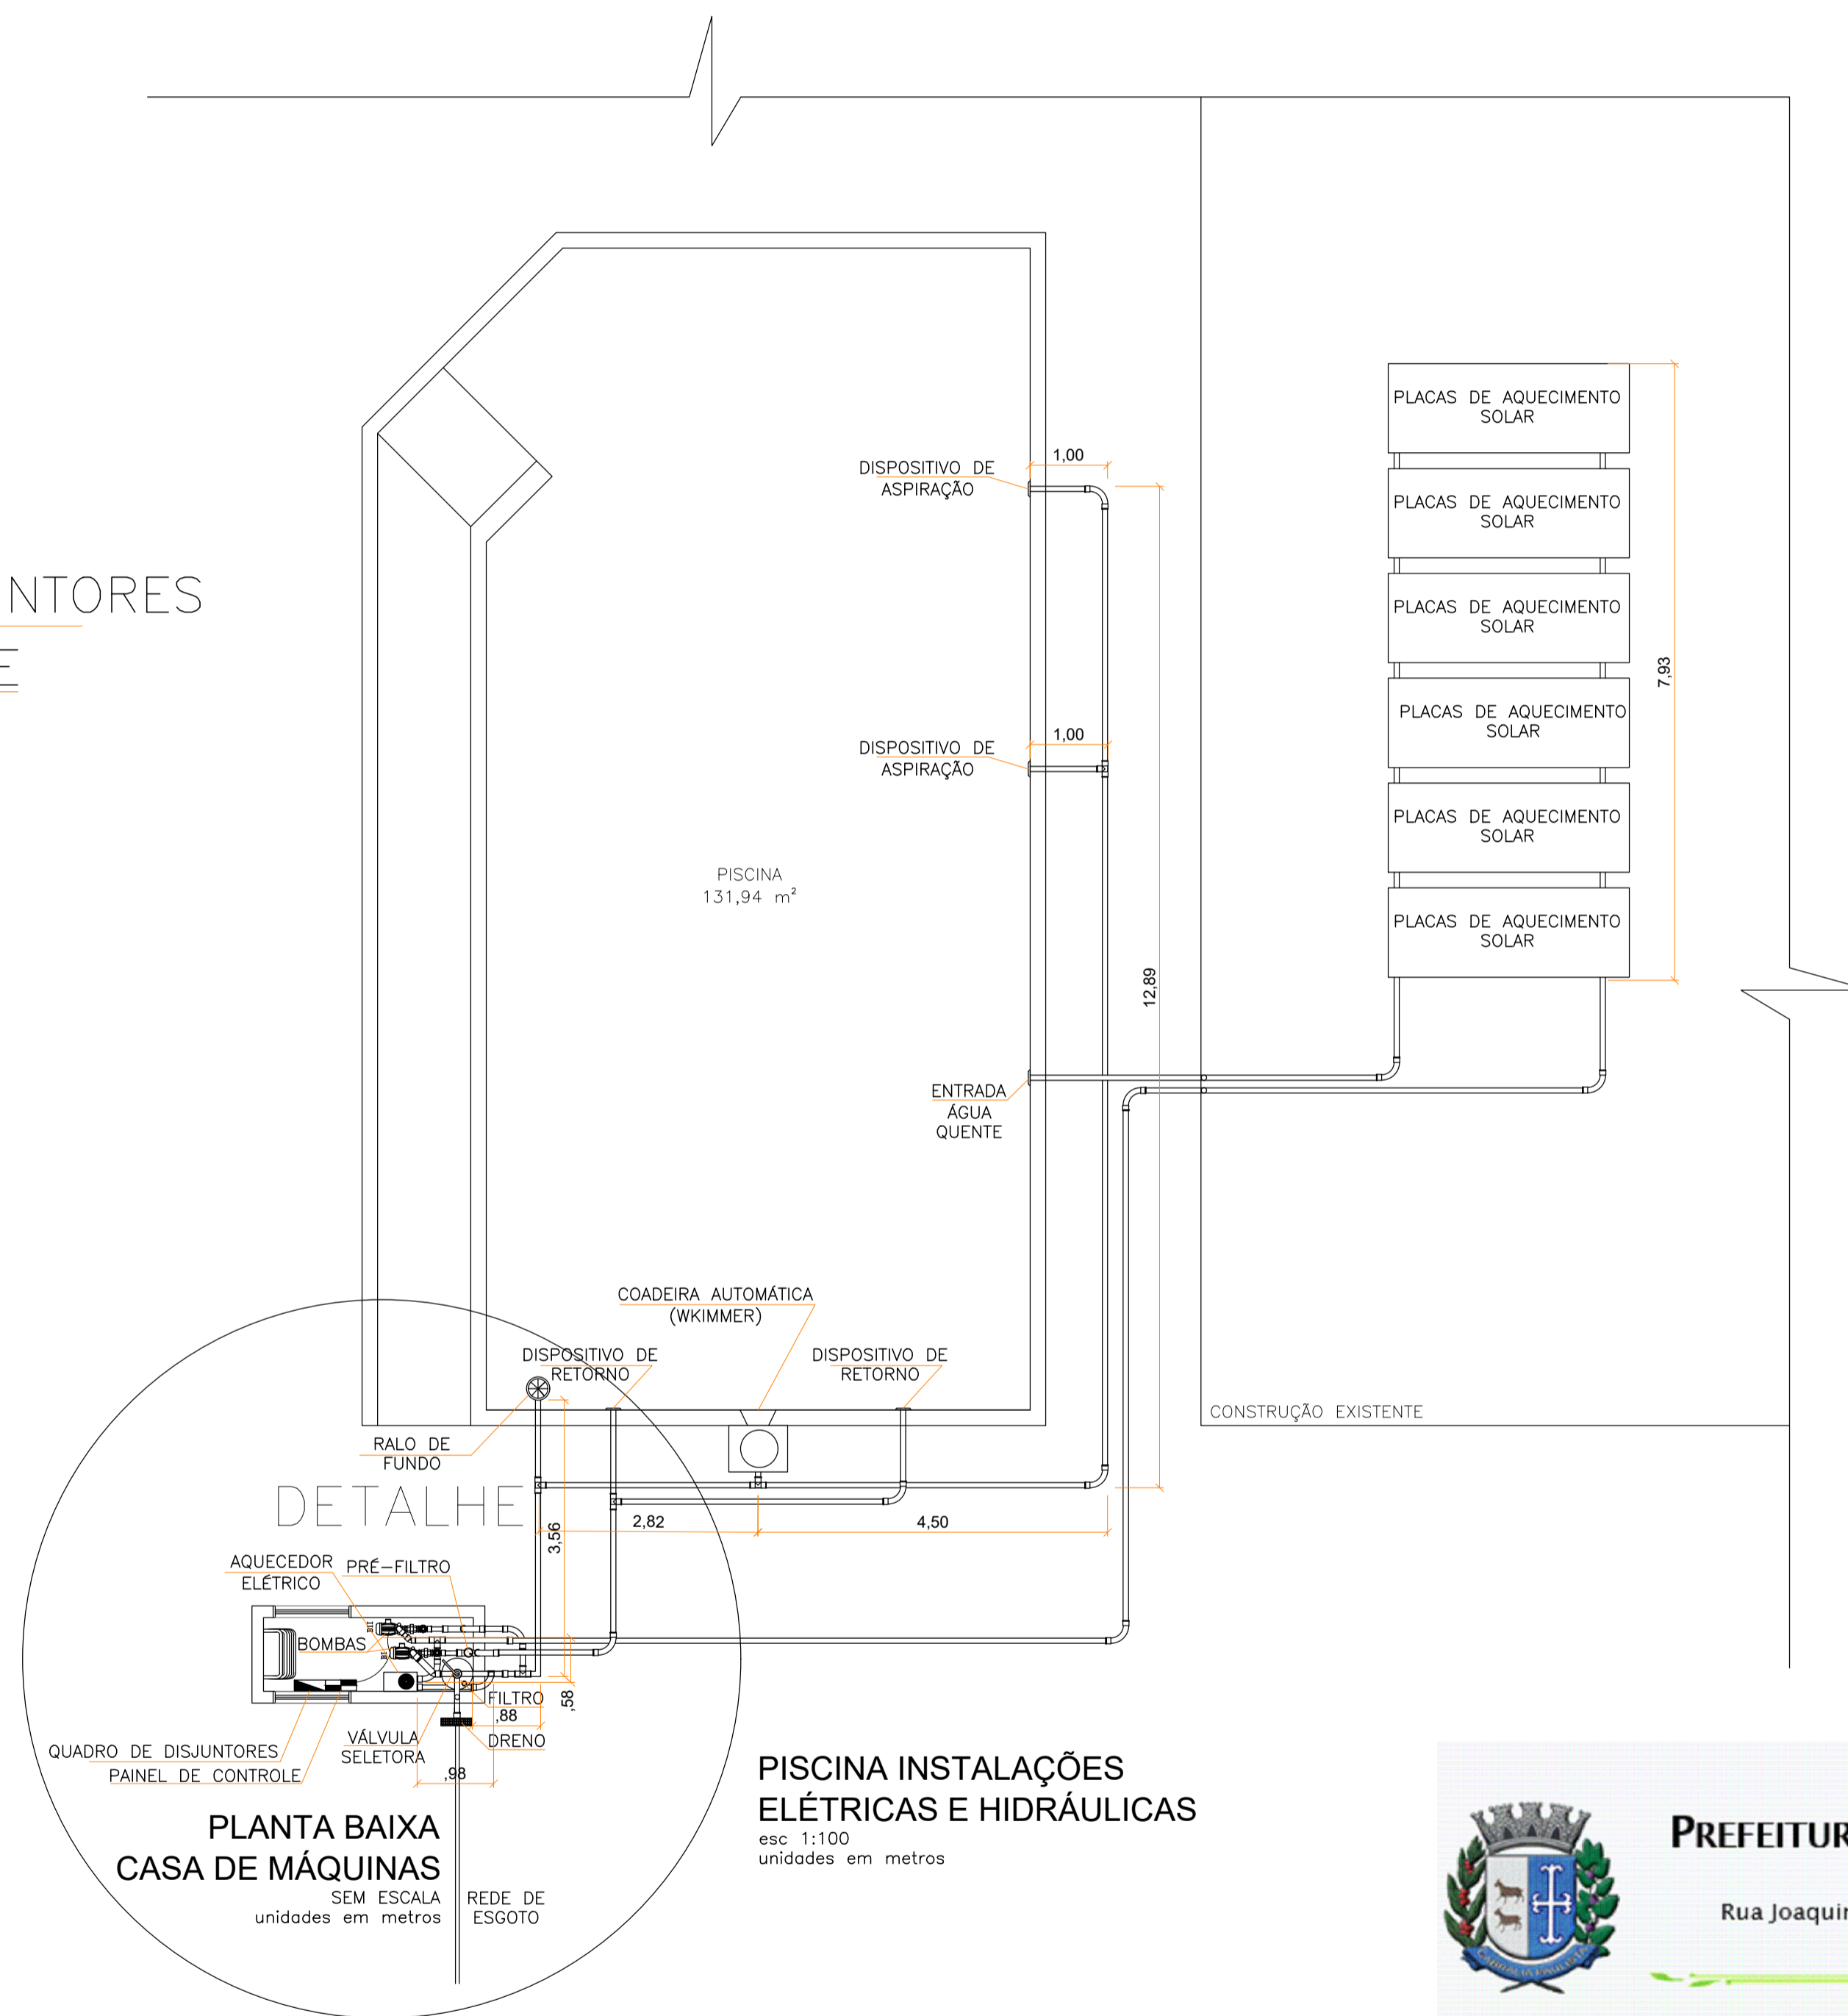 NTORES
E
PLACAS DE AQUECIMENTO
SOLAR
PLACAS DE AQUECIMENTO
SOLAR
PLACAS DE AQUECIMENTO
SOLAR
PLACAS DE AQUECIMENTO
SOLAR
PLACAS DE AQUECIMENTO
SOLAR
PLACAS DE AQUECIMENTO
SOLAR
7,93
DISPOSITIVO DE
ASPIRAÇÃO
1,00
DISPOSITIVO DE
ASPIRAÇÃO
1,00
PISCINA
131,94 m²
12,89
ENTRADA
ÁGUA
QUENTE
COADEIRA AUTOMÁTICA
(WKIMMER)
DISPOSITIVO DE
RETORNO
DISPOSITIVO DE
RETORNO
CONSTRUÇÃO EXISTENTE
RALO DE
FUNDO
DETALHE
2,82
4,50
3,56
AQUECEDOR
ELÉTRICO
PRÉ-FILTRO
BOMBAS
FILTRO
,58
,88
DRENO
VÁLVULA
SELETORA
QUADRO DE DISJUNTORES
PAINEL DE CONTROLE
,98
PLANTA BAIXA
CASA DE MÁQUINAS
SEM ESCALA
unidades em metros
REDE DE
ESGOTO
PISCINA INSTALAÇÕES
ELÉTRICAS E HIDRÁULICAS
esc 1:100
unidades em metros
PREFEITUR
Rua Joaquir
CABRÁLIA PAULISTA